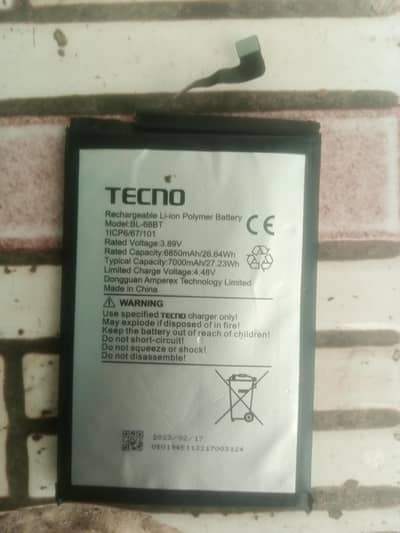 TECNO
Rechargeable Li-ion Polymer Battery
Model:BL-68BT
1ICP6/67/101
Rated Voltage:3.89V
Rated Capacity:6850mAh/26.64Wh
Typical Capacity:7000mAh/27.23Wh
Limited Charge Voltage:4.48V
Dongguan Amperex Technology Limited
Made in China
CE
WARNING
Use specified TECNO charger only!
May explode if disposed of in fire!
Keep the battery out of reach of children!
Do not short-circuit!
Do not squeeze or shock!
Do not disassemble!
2023/02/17